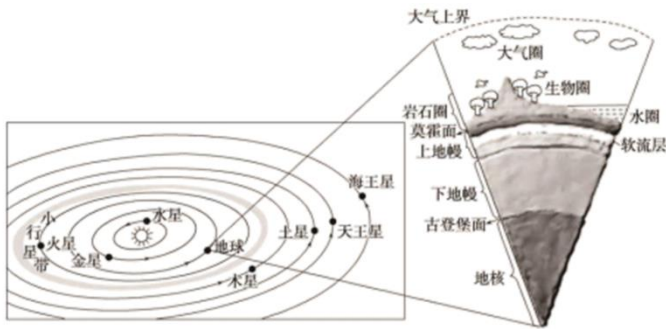 大气上界
大气圈
生物圈
岩石圈
水圈
莫霍面
软流层
上地幔
下地幔
古登堡面
地核
海王星
天王星
土星
木星
地球
水星
金星
火星
小行星带